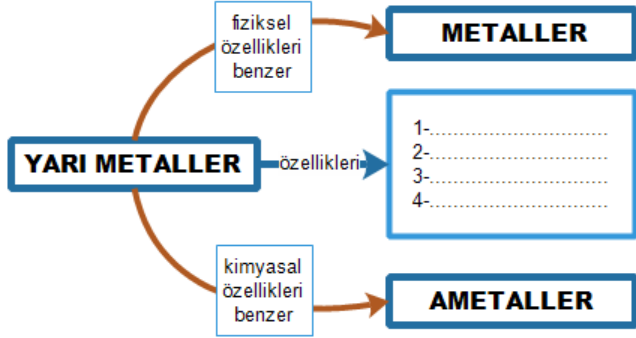 fiziksel
özellikleri
benzer
METALLER
YARI METALLER
özellikleri
1-..............................
2-..............................
3-..............................
4-..............................
kimyasal
özellikleri
benzer
AMETALLER